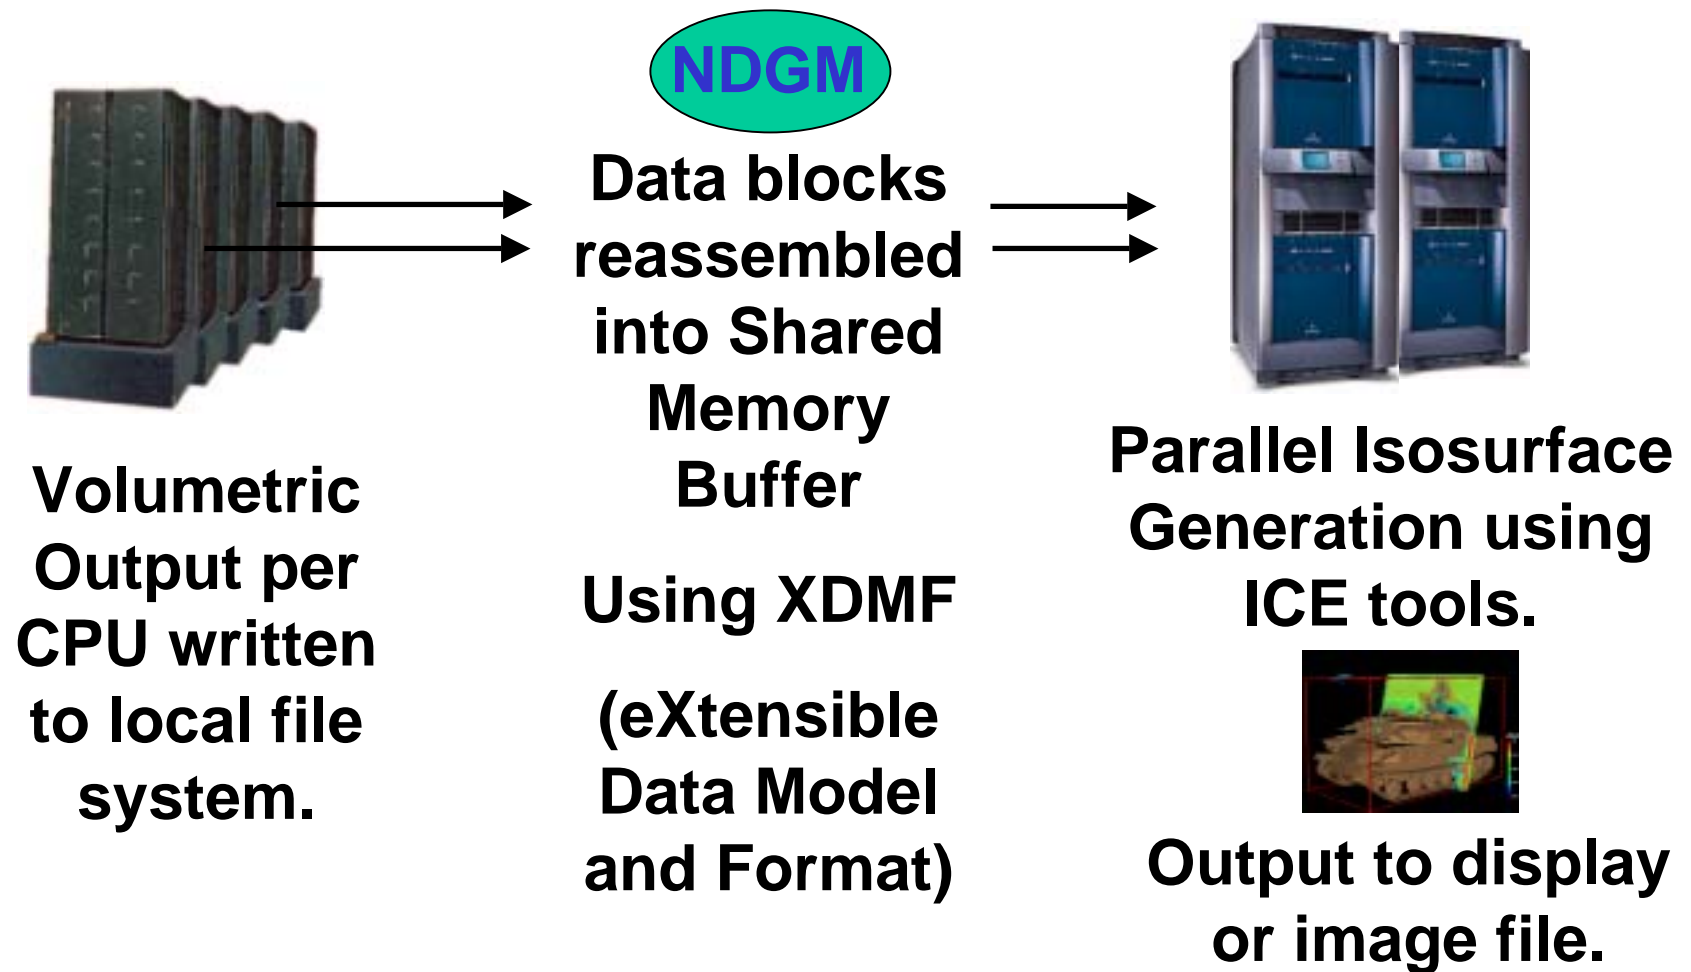 NDGM
Volumetric
Output per
CPU written
to local file
system.
Data blocks
reassembled
into Shared
Memory
Buffer
Using XDMF
(eXtensible
Data Model
and Format)
Parallel Isosurface
Generation using
ICE tools.
Output to display
or image file.